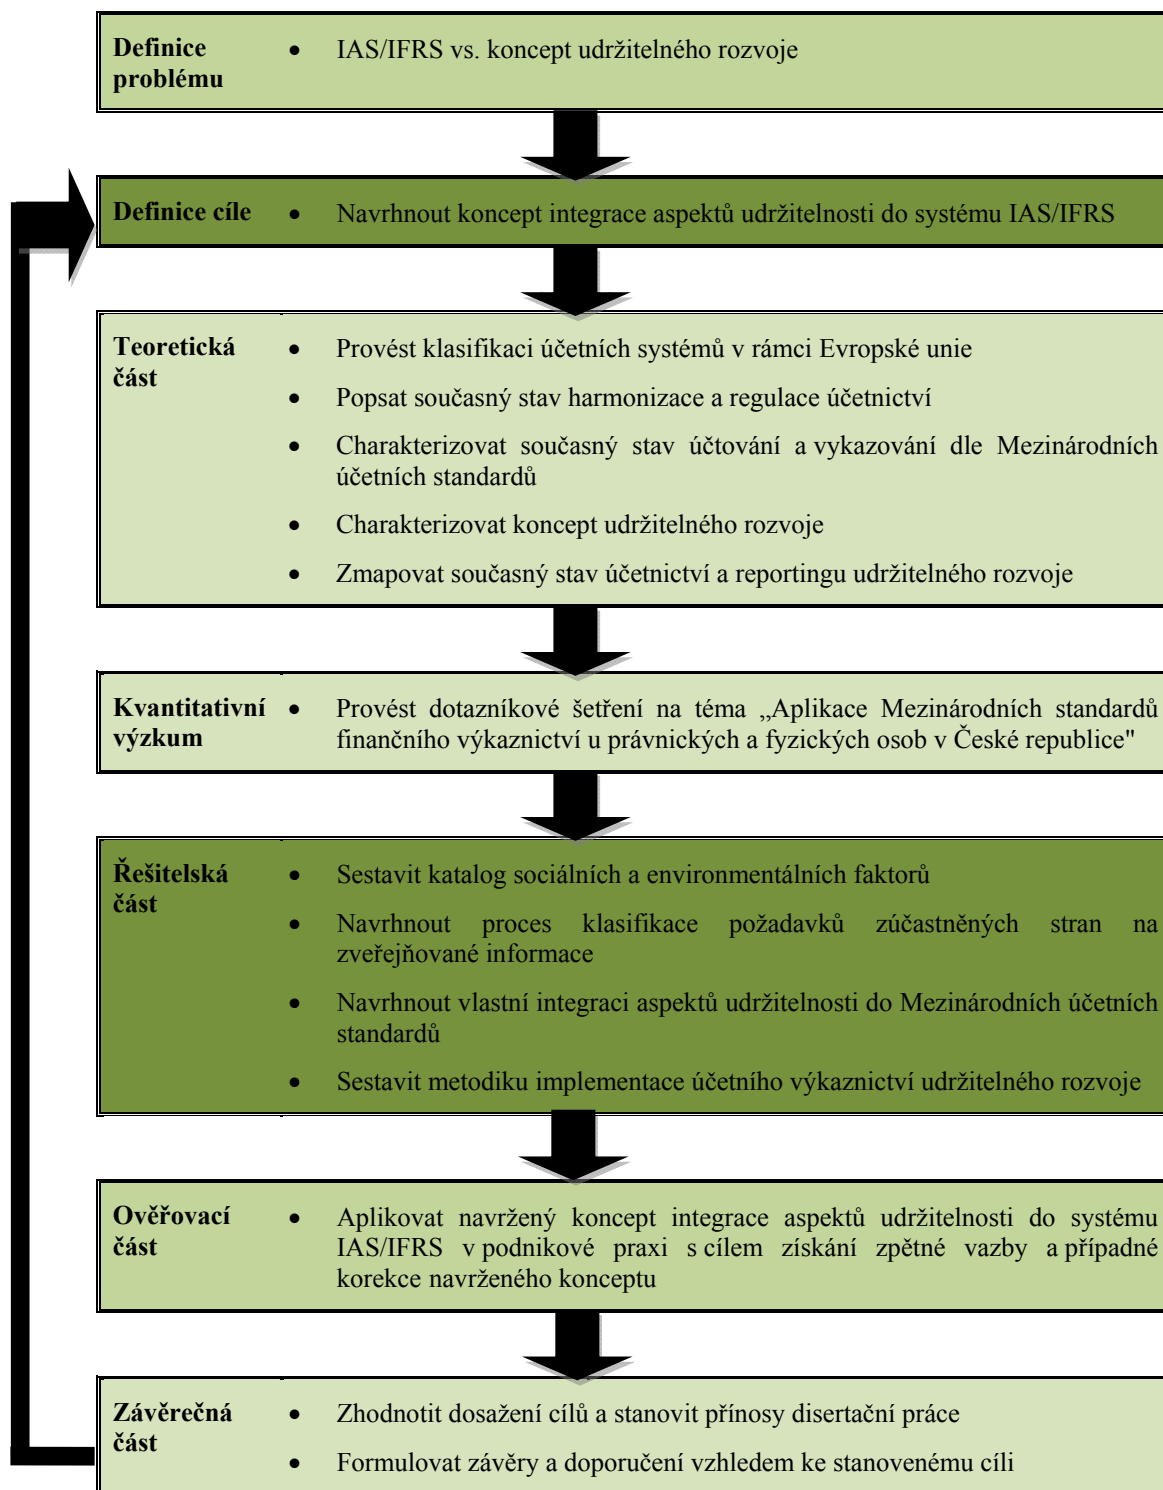 Definice problému
• IAS/IFRS vs. koncept udržitelného rozvoje
Definice cíle
• Navrhnout koncept integrace aspektů udržitelnosti do systému IAS/IFRS
Teoretická
část
• Provést klasifikaci účetních systémů v rámci Evropské unie
• Popsat současný stav harmonizace a regulace účetnictví
• Charakterizovat současný stav účtování a vykazování dle Mezinárodních
účetních standardů
• Charakterizovat koncept udržitelného rozvoje
• Zmapovat současný stav účetnictví a reportingu udržitelného rozvoje
Kvantitativní
výzkum
• Provést dotazníkové šetření na téma „Aplikace Mezinárodních standardů
finančního výkaznictví u právnických a fyzických osob v České republice"
Řešitelská
část
• Sestavit katalog sociálních a environmentálních faktorů
• Navrhnout proces klasifikace požadavků zúčastněných stran na
zveřejňované informace
• Navrhnout vlastní integraci aspektů udržitelnosti do Mezinárodních účetních
standardů
• Sestavit metodiku implementace účetního výkaznictví udržitelného rozvoje
Ověřovací
část
• Aplikovat navržený koncept integrace aspektů udržitelnosti do systému
IAS/IFRS v podnikové praxi s cílem získání zpětné vazby a případné
korekce navrženého konceptu
Závěrečná
část
• Zhodnotit dosažení cílů a stanovit přínosy disertační práce
• Formulovat závěry a doporučení vzhledem ke stanovenému cíli